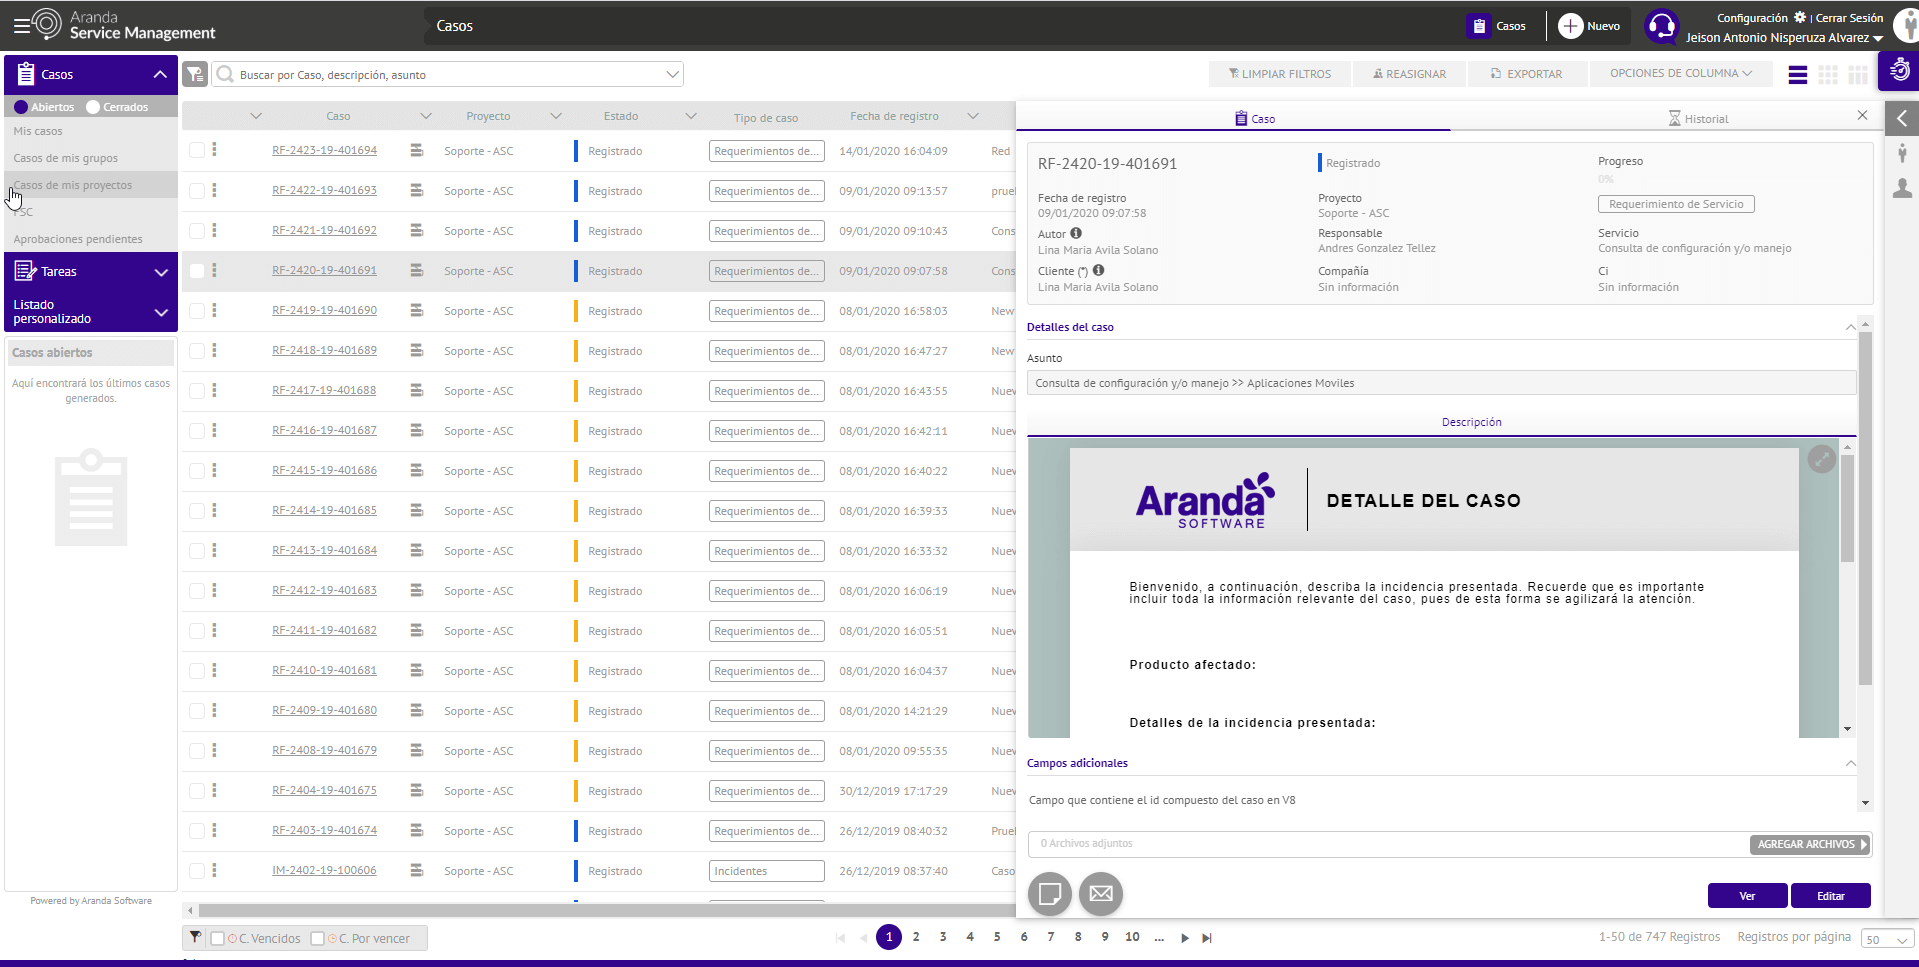 Aranda
Service Management
Casos
Casos
Nuevo
Configuración | Cerrar Sesión
Jeison Antonio Nisperuza Alvarez
Casos
Abiertos Cerrados
Mis casos
Casos de mis grupos
Casos de mis proyectos
Aprobaciones pendientes
Tareas
Listado
personalizado
Casos abiertos
Aquí encontrará los últimos casos
generados.
Powered by Aranda Software
Buscar por Caso, descripción, asunto
LIMPIAR FILTROS REASIGNAR EXPORTAR OPCIONES DE COLUMNA
Caso Proyecto Estado Tipo de caso Fecha de registro
RF-2423-19-401694 Soporte - ASC Registrado Requerimientos de... 14/01/2020 16:04:09 Red
RF-2422-19-401693 Soporte - ASC Registrado Requerimientos de... 09/01/2020 09:13:57 prue
RF-2421-19-401692 Soporte - ASC Registrado Requerimientos de... 09/01/2020 09:10:43 Cons
RF-2420-19-401691 Soporte - ASC Registrado Requerimientos de... 09/01/2020 09:07:58 Cons
RF-2419-19-401690 Soporte - ASC Registrado Requerimientos de... 08/01/2020 16:58:03 New
RF-2418-19-401689 Soporte - ASC Registrado Requerimientos de... 08/01/2020 16:47:27 New
RF-2417-19-401688 Soporte - ASC Registrado Requerimientos de... 08/01/2020 16:43:55 Nuev
RF-2416-19-401687 Soporte - ASC Registrado Requerimientos de... 08/01/2020 16:42:11 Nuev
RF-2415-19-401686 Soporte - ASC Registrado Requerimientos de... 08/01/2020 16:40:22 Nuev
RF-2414-19-401685 Soporte - ASC Registrado Requerimientos de... 08/01/2020 16:39:33 Nuev
RF-2413-19-401684 Soporte - ASC Registrado Requerimientos de... 08/01/2020 16:33:32 Nuev
RF-2412-19-401683 Soporte - ASC Registrado Requerimientos de... 08/01/2020 16:06:19 Nuev
RF-2411-19-401682 Soporte - ASC Registrado Requerimientos de... 08/01/2020 16:05:51 Nuev
RF-2410-19-401681 Soporte - ASC Registrado Requerimientos de... 08/01/2020 16:04:37 Nuev
RF-2409-19-401680 Soporte - ASC Registrado Requerimientos de... 08/01/2020 14:21:29 Nuev
RF-2408-19-401679 Soporte - ASC Registrado Requerimientos de... 08/01/2020 09:55:35 Nuev
RF-2404-19-401675 Soporte - ASC Registrado Requerimientos de... 30/12/2019 17:17:29 Nuev
RF-2403-19-401674 Soporte - ASC Registrado Requerimientos de... 26/12/2019 08:40:32 Prue
IM-2402-19-100606 Soporte - ASC Registrado Incidentes 26/12/2019 08:37:40 Caso
C. Vencidos C. Por vencer
1 2 3 4 5 6 7 8 9 10 ...
1-50 de 747 Registros Registros por página 50
Caso Historial
RF-2420-19-401691 Registrado Progreso
0%
Fecha de registro Proyecto
09/01/2020 09:07:58 Soporte - ASC Requerimiento de Servicio
Autor Responsable Servicio
Lina Maria Avila Solano Andres Gonzalez Tellez Consulta de configuración y/o manejo
Cliente (*) Compañía Ci
Lina Maria Avila Solano Sin información Sin información
Detalles del caso
Asunto
Consulta de configuración y/o manejo >> Aplicaciones Moviles
Descripción
Aranda
SOFTWARE
DETALLE DEL CASO
Bienvenido, a continuación, describa la incidencia presentada. Recuerde que es importante
incluir toda la información relevante del caso, pues de esta forma se agilizará la atención.
Producto afectado:
Detalles de la incidencia presentada:
Campos adicionales
Campo que contiene el id compuesto del caso en V8
0 Archivos adjuntos AGREGAR ARCHIVOS
Ver Editar